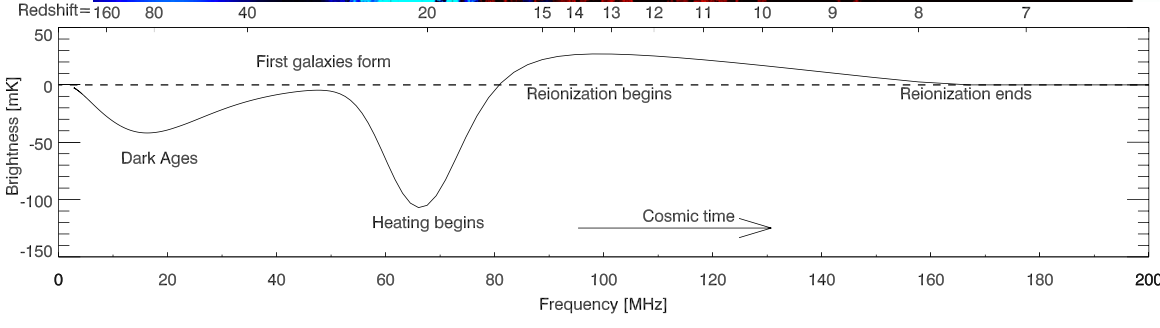 Redshift= 160 80 40 20 15 14 13 12 11 10 9 8 7
50
First galaxies form
0
Reionization begins Reionization ends
Brightness [mK]
-50
Dark Ages
-100
Cosmic time
Heating begins
-150
0 20 40 60 80 100 120 140 160 180 200
Frequency [MHz]